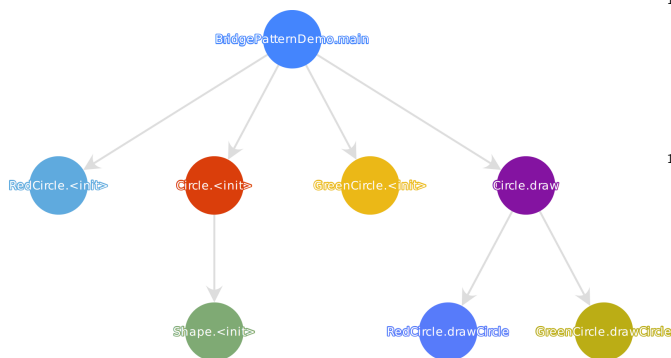 BridgePatternDemo.main
RedCircle.<init>
Circle.<init>
GreenCircle.<init>
Circle.draw
Shape.<init>
RedCircle.drawCircle
GreenCircle.drawCircle